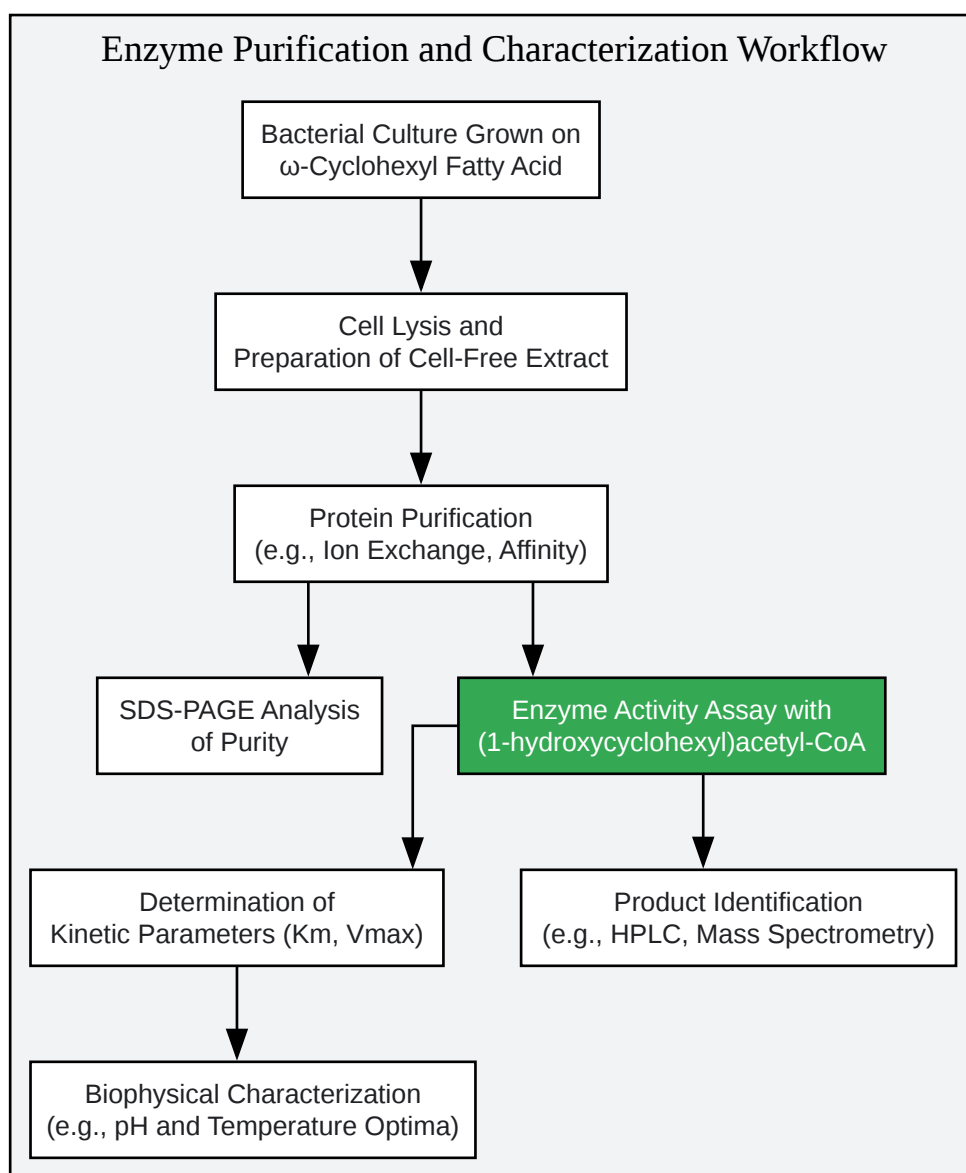 Enzyme Purification and Characterization Workflow
Bacterial Culture Grown on
ω-Cyclohexyl Fatty Acid
Cell Lysis and
Preparation of Cell-Free Extract
Protein Purification
(e.g., Ion Exchange, Affinity)
SDS-PAGE Analysis
of Purity
Enzyme Activity Assay with
(1-hydroxycyclohexyl)acetyl-CoA
Determination of
Kinetic Parameters (Km, Vmax)
Product Identification
(e.g., HPLC, Mass Spectrometry)
Biophysical Characterization
(e.g., pH and Temperature Optima)